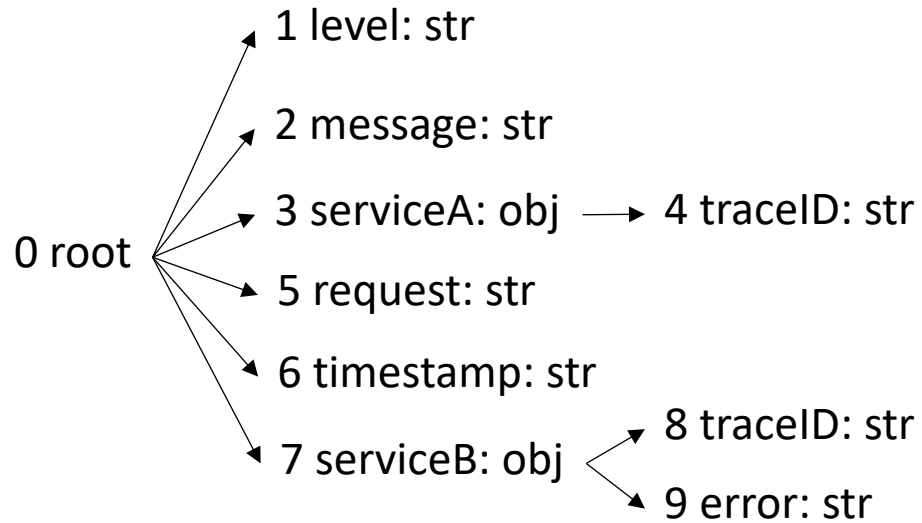 1 level: str
2 message: str
3 serviceA: obj
4 traceID: str
0 root
5 request: str
6 timestamp: str
7 serviceB: obj
8 traceID: str
9 error: str